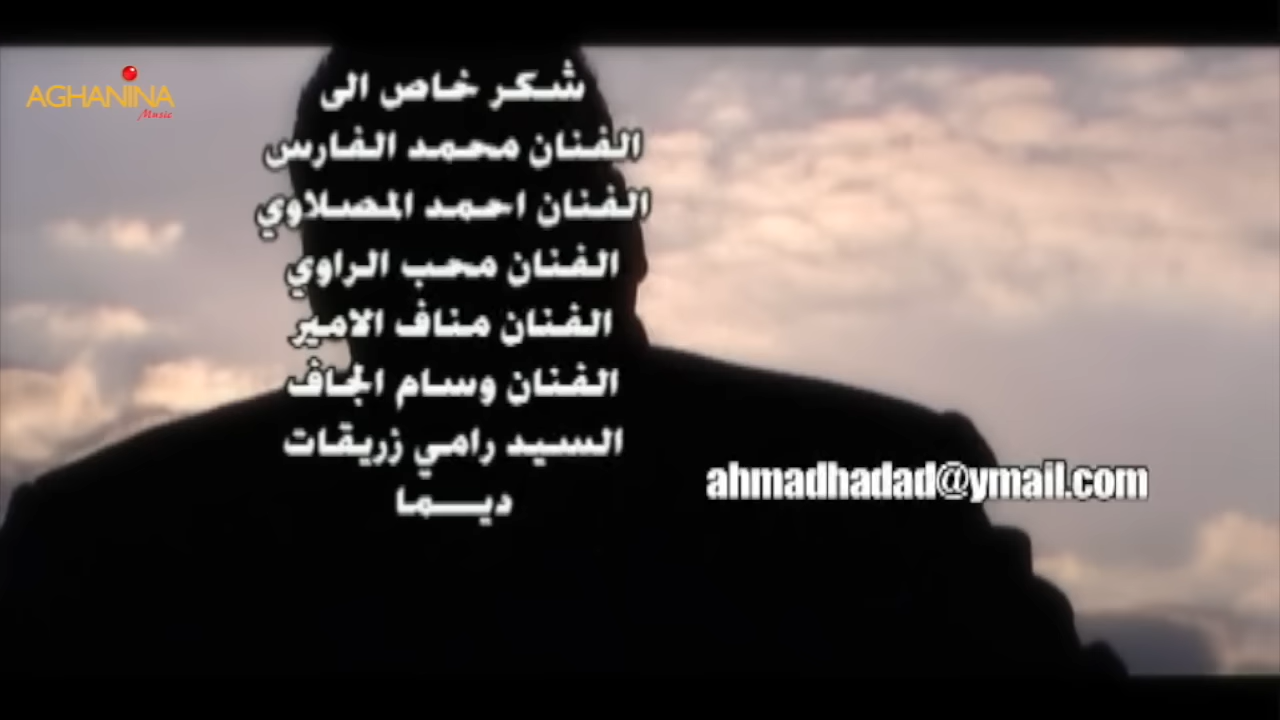 AGHANINA
Music
شكر خاص الى
الفنان محمد الفارس
الفنان احمد المصلاوي
الفنان محب الراوي
الفنان مناف الامير
الفنان وسام الجاف
السيد رامي زريقات
ديـــما
ahmadhadad@ymail.com